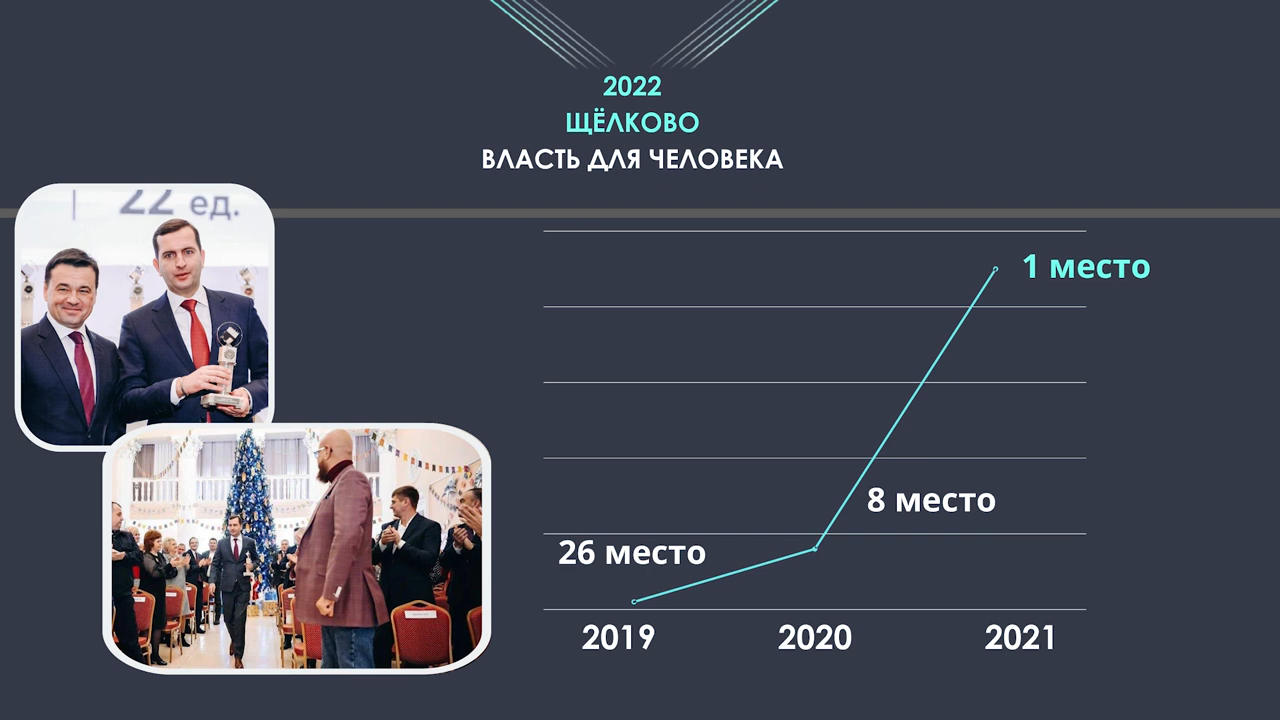 2022
ЩЁЛКОВО
ВЛАСТЬ ДЛЯ ЧЕЛОВЕКА
22 ед.
1 место
8 место
26 место
2019 2020 2021